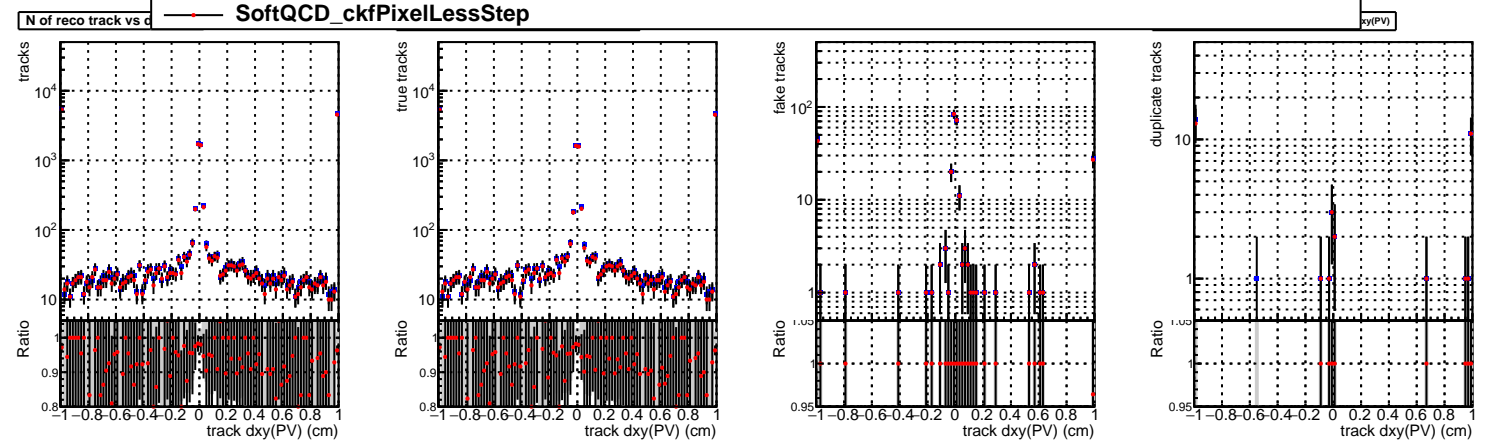 SoftQCD_ckfPixelLessStep
N of reco track vs d
xy(PV)
tracks
10⁴
10³
10²
10
Ratio
1
0.9
0.8
−1 −0.8 −0.6 −0.4 −0.2 0 0.2 0.4 0.6 0.8 1
track dxy(PV) (cm)
true tracks
10⁴
10³
10²
10
Ratio
1
0.9
0.8
−1 −0.8 −0.6 −0.4 −0.2 0 0.2 0.4 0.6 0.8 1
track dxy(PV) (cm)
fake tracks
10²
10
1
Ratio
1.05
1
0.95
−1 −0.8 −0.6 −0.4 −0.2 0 0.2 0.4 0.6 0.8 1
track dxy(PV) (cm)
duplicate tracks
10
1
Ratio
1.05
1
0.95
−1 −0.8 −0.6 −0.4 −0.2 0 0.2 0.4 0.6 0.8 1
track dxy(PV) (cm)